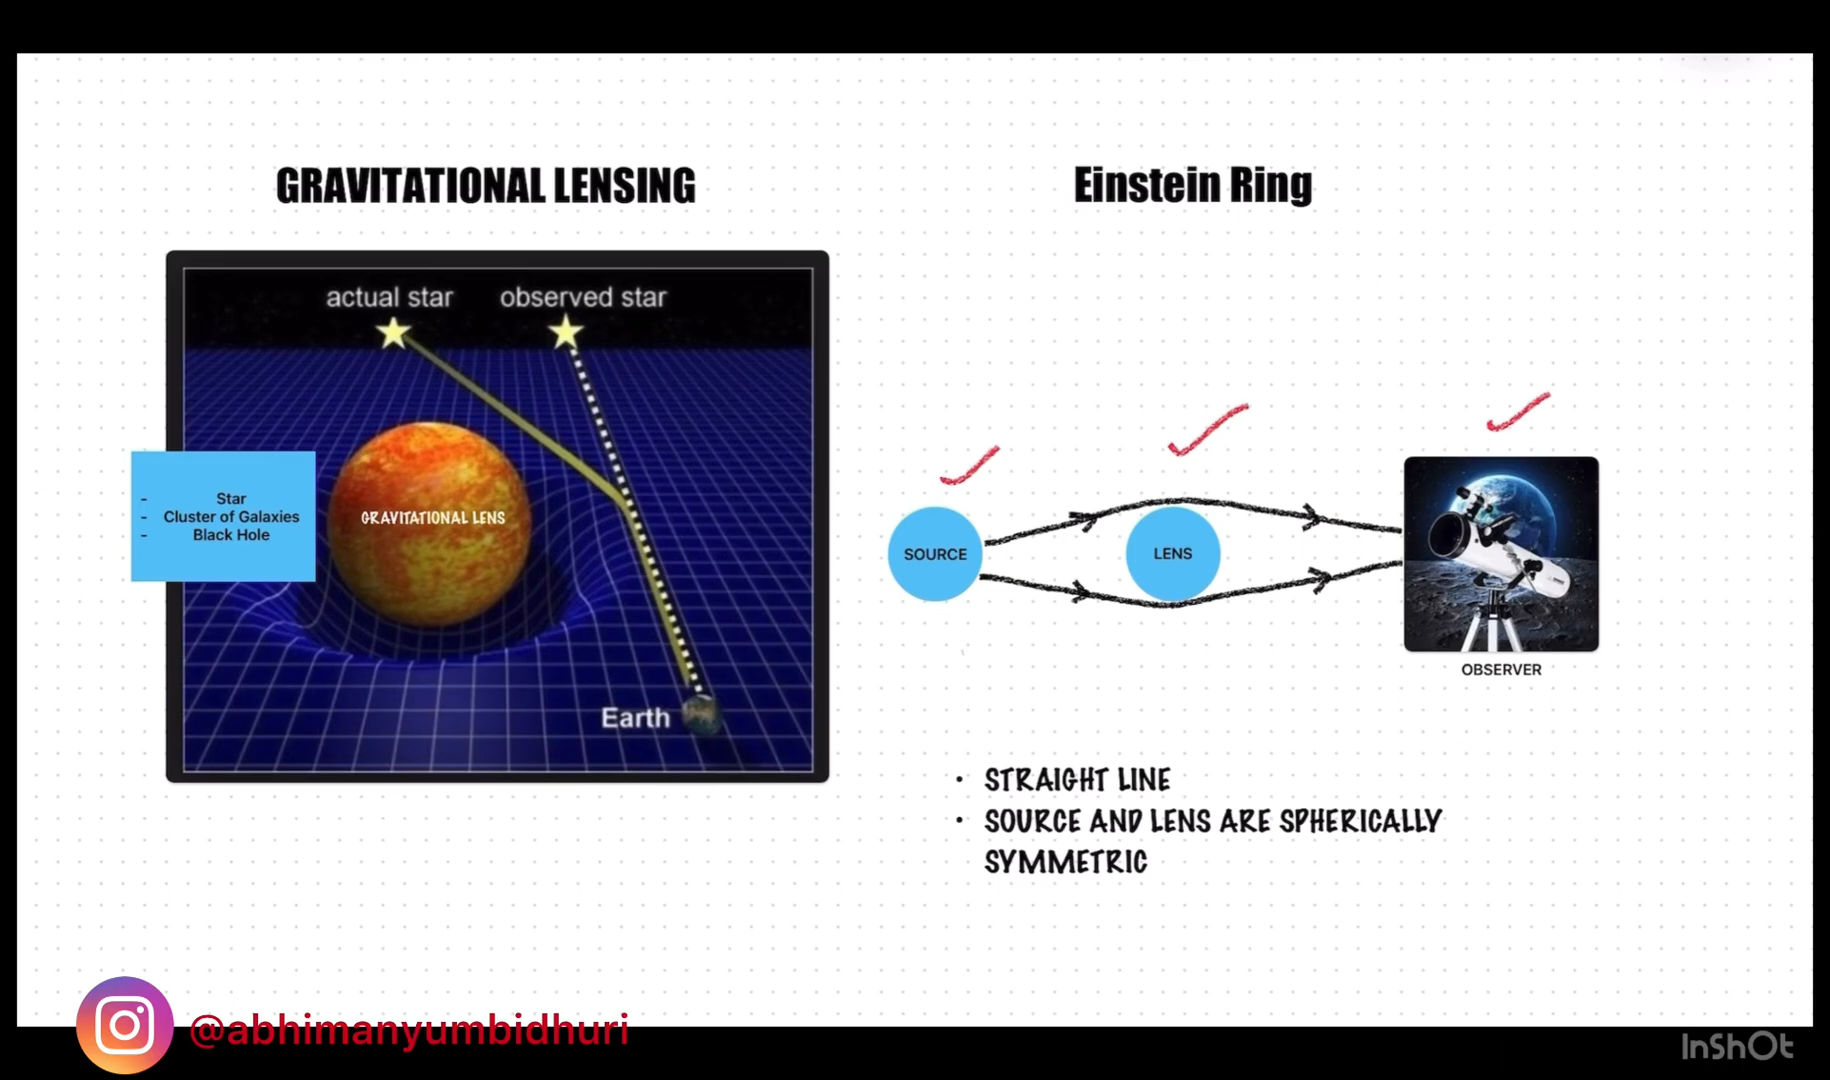 GRAVITATIONAL LENSING
actual star
observed star
- Star
- Cluster of Galaxies
- Black Hole
GRAVITATIONAL LENS
Earth
Einstein Ring
SOURCE
LENS
OBSERVER
• STRAIGHT LINE
• SOURCE AND LENS ARE SPHERICALLY
SYMMETRIC
@abhimanyumbidhuri
InShOt